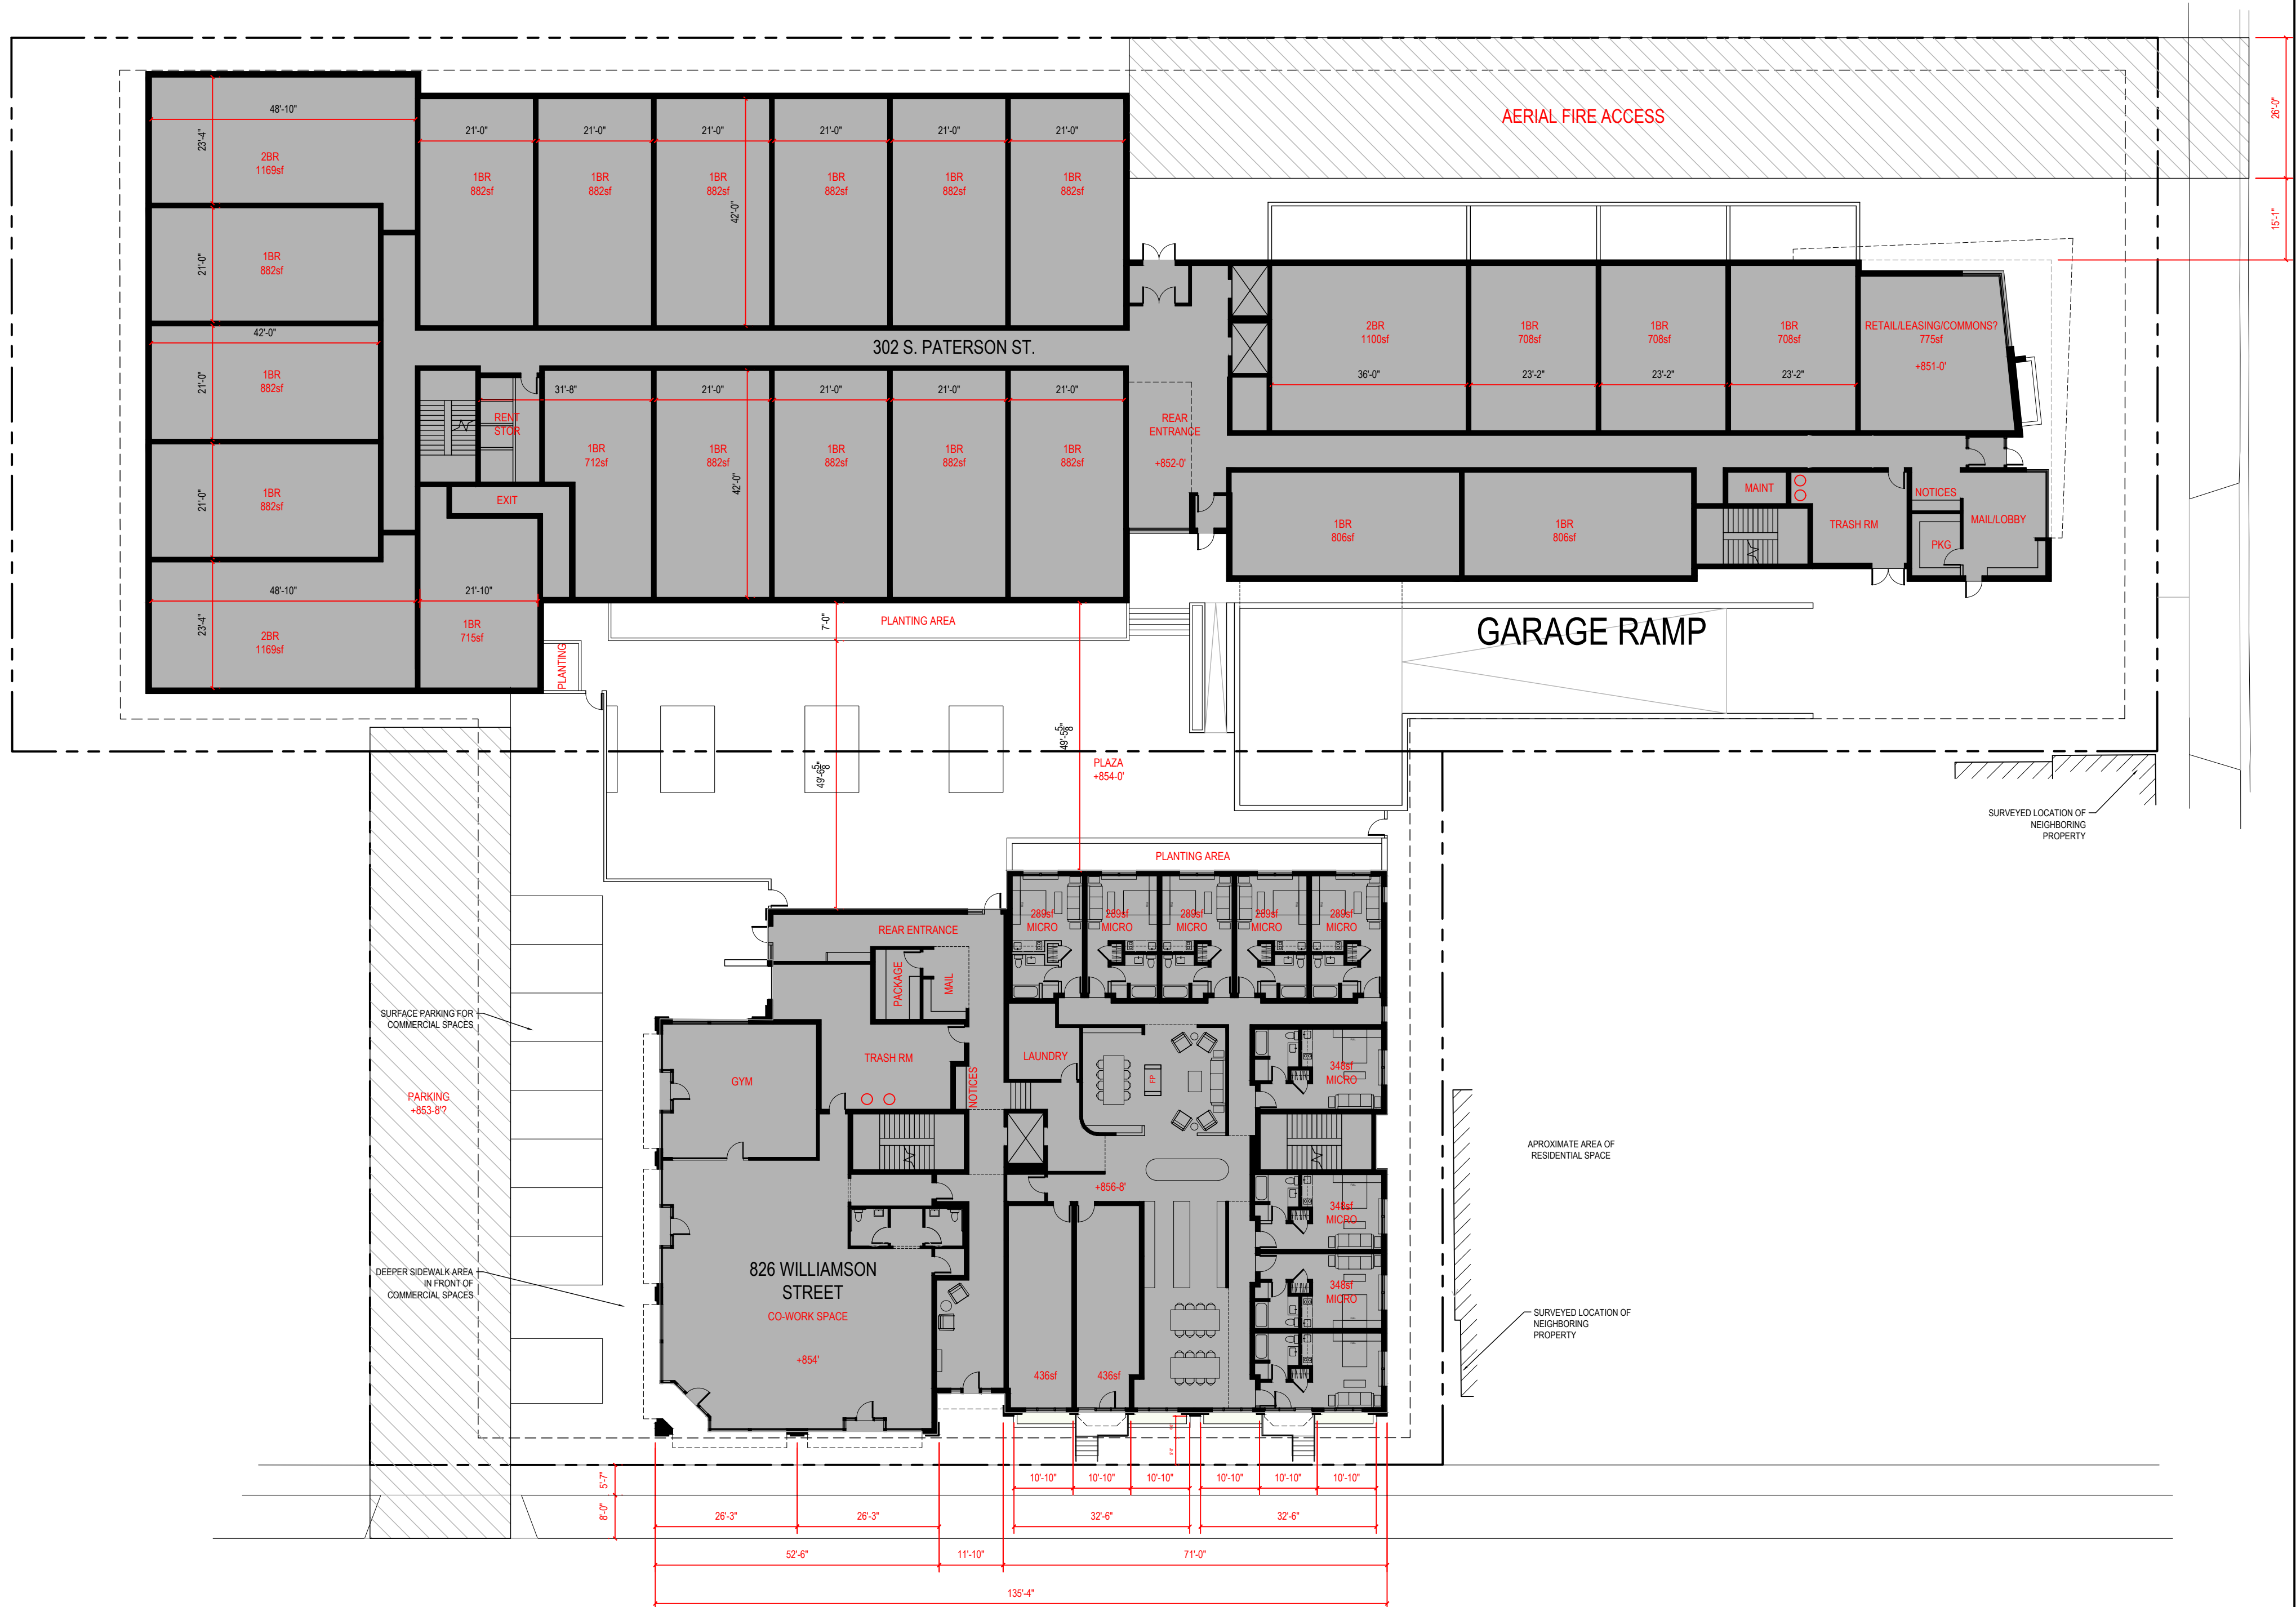 AERIAL FIRE ACCESS
26'-0"
15'-1"
48'-10"
23'-4"
2BR
1169sf
21'-0"
21'-0"
21'-0"
21'-0"
21'-0"
21'-0"
1BR
882sf
1BR
882sf
1BR
882sf
1BR
882sf
1BR
882sf
1BR
882sf
42'-0"
21'-0"
1BR
882sf
42'-0"
21'-0"
1BR
882sf
21'-0"
1BR
882sf
48'-10"
23'-4"
2BR
1169sf
302 S. PATERSON ST.
RENT
STOR
EXIT
31'-8"
21'-0"
21'-0"
21'-0"
21'-0"
1BR
712sf
1BR
882sf
1BR
882sf
1BR
882sf
1BR
882sf
42'-0"
21'-10"
1BR
715sf
REAR
ENTRANCE
+852-0'
2BR
1100sf
1BR
708sf
1BR
708sf
1BR
708sf
36'-0"
23'-2"
23'-2"
23'-2"
RETAIL/LEASING/COMMONS?
775sf
+851-0'
1BR
806sf
1BR
806sf
MAINT
TRASH RM
NOTICES
PKG
MAIL/LOBBY
PLANTING AREA
7'-0"
PLANTING
GARAGE RAMP
49'-6 5/8"
49'-5 5/8"
PLAZA
+854-0'
SURVEYED LOCATION OF
NEIGHBORING
PROPERTY
PLANTING AREA
289sf
MICRO
289sf
MICRO
289sf
MICRO
289sf
MICRO
289sf
MICRO
REAR ENTRANCE
PACKAGE
MAIL
SURFACE PARKING FOR
COMMERCIAL SPACES
PARKING
+853-8'?
GYM
TRASH RM
NOTICES
LAUNDRY
FP
348sf
MICRO
APROXIMATE AREA OF
RESIDENTIAL SPACE
+856-8'
348sf
MICRO
348sf
MICRO
DEEPER SIDEWALK AREA
IN FRONT OF
COMMERCIAL SPACES
826 WILLIAMSON
STREET
CO-WORK SPACE
+854'
436sf
436sf
SURVEYED LOCATION OF
NEIGHBORING
PROPERTY
5'-7"
8'-0"
10'-10"
10'-10"
10'-10"
10'-10"
10'-10"
10'-10"
26'-3"
26'-3"
32'-6"
32'-6"
52'-6"
11'-10"
71'-0"
135'-4"